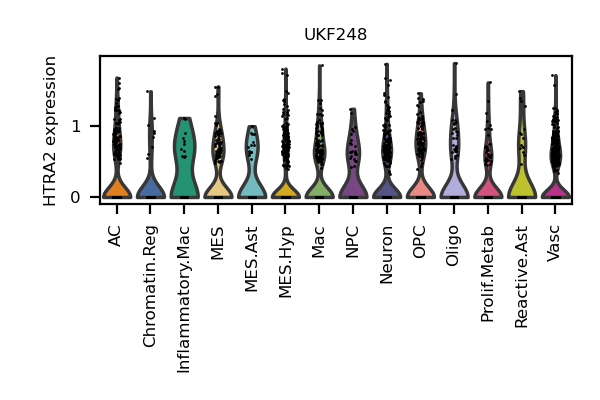 UKF248
HTRA2 expression
1
0
AC
Chromatin.Reg
Inflammatory.Mac
MES
MES.Ast
MES.Hyp
Mac
NPC
Neuron
OPC
Oligo
Prolif.Metab
Reactive.Ast
Vasc